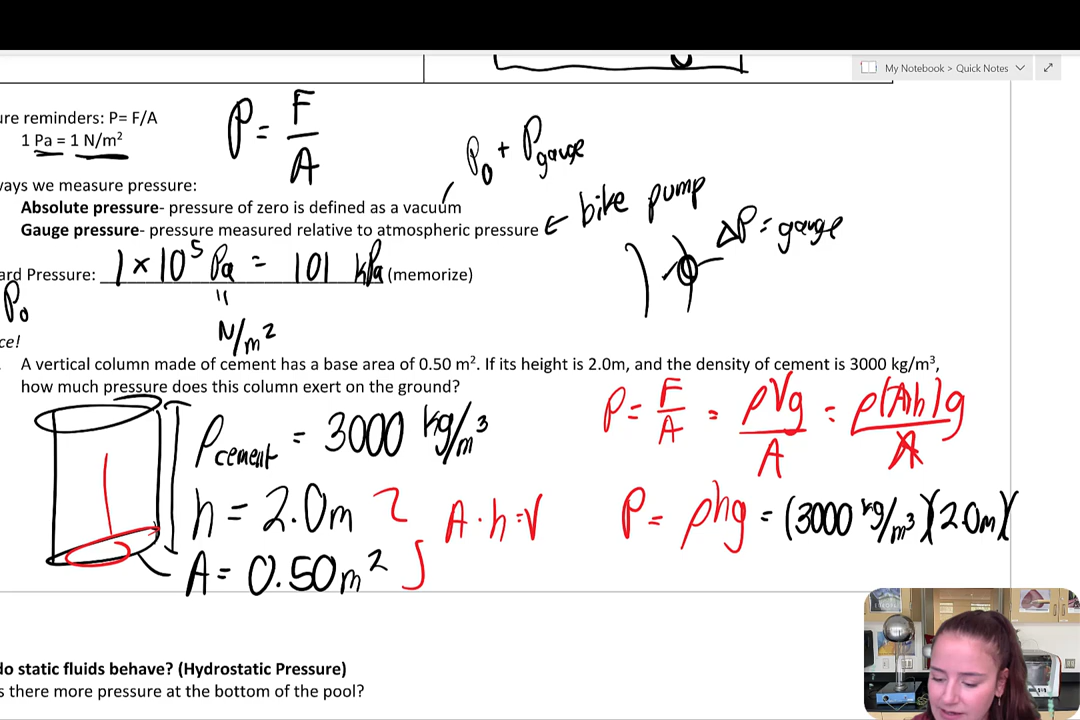 My Notebook > Quick Notes
ure reminders: P= F/A
P = F/A
1 Pa = 1 N/m²
P₀ + Pgauge
ways we measure pressure:
Absolute pressure- pressure of zero is defined as a vacuum
Gauge pressure- pressure measured relative to atmospheric pressure ← bike pump
ΔP = gauge
ard Pressure: 1 × 10⁵ Pa = 101 kPa (memorize)
P₀
"
N/m²
ce!
A vertical column made of cement has a base area of 0.50 m². If its height is 2.0m, and the density of cement is 3000 kg/m³,
how much pressure does this column exert on the ground?
P = F/A = ρVg/A = ρ(Ah)g/A
ρcement = 3000 kg/m³
h = 2.0m
A·h=V
P = ρhg = (3000 kg/m³)(2.0m)(
A = 0.50m²
do static fluids behave? (Hydrostatic Pressure)
s there more pressure at the bottom of the pool?